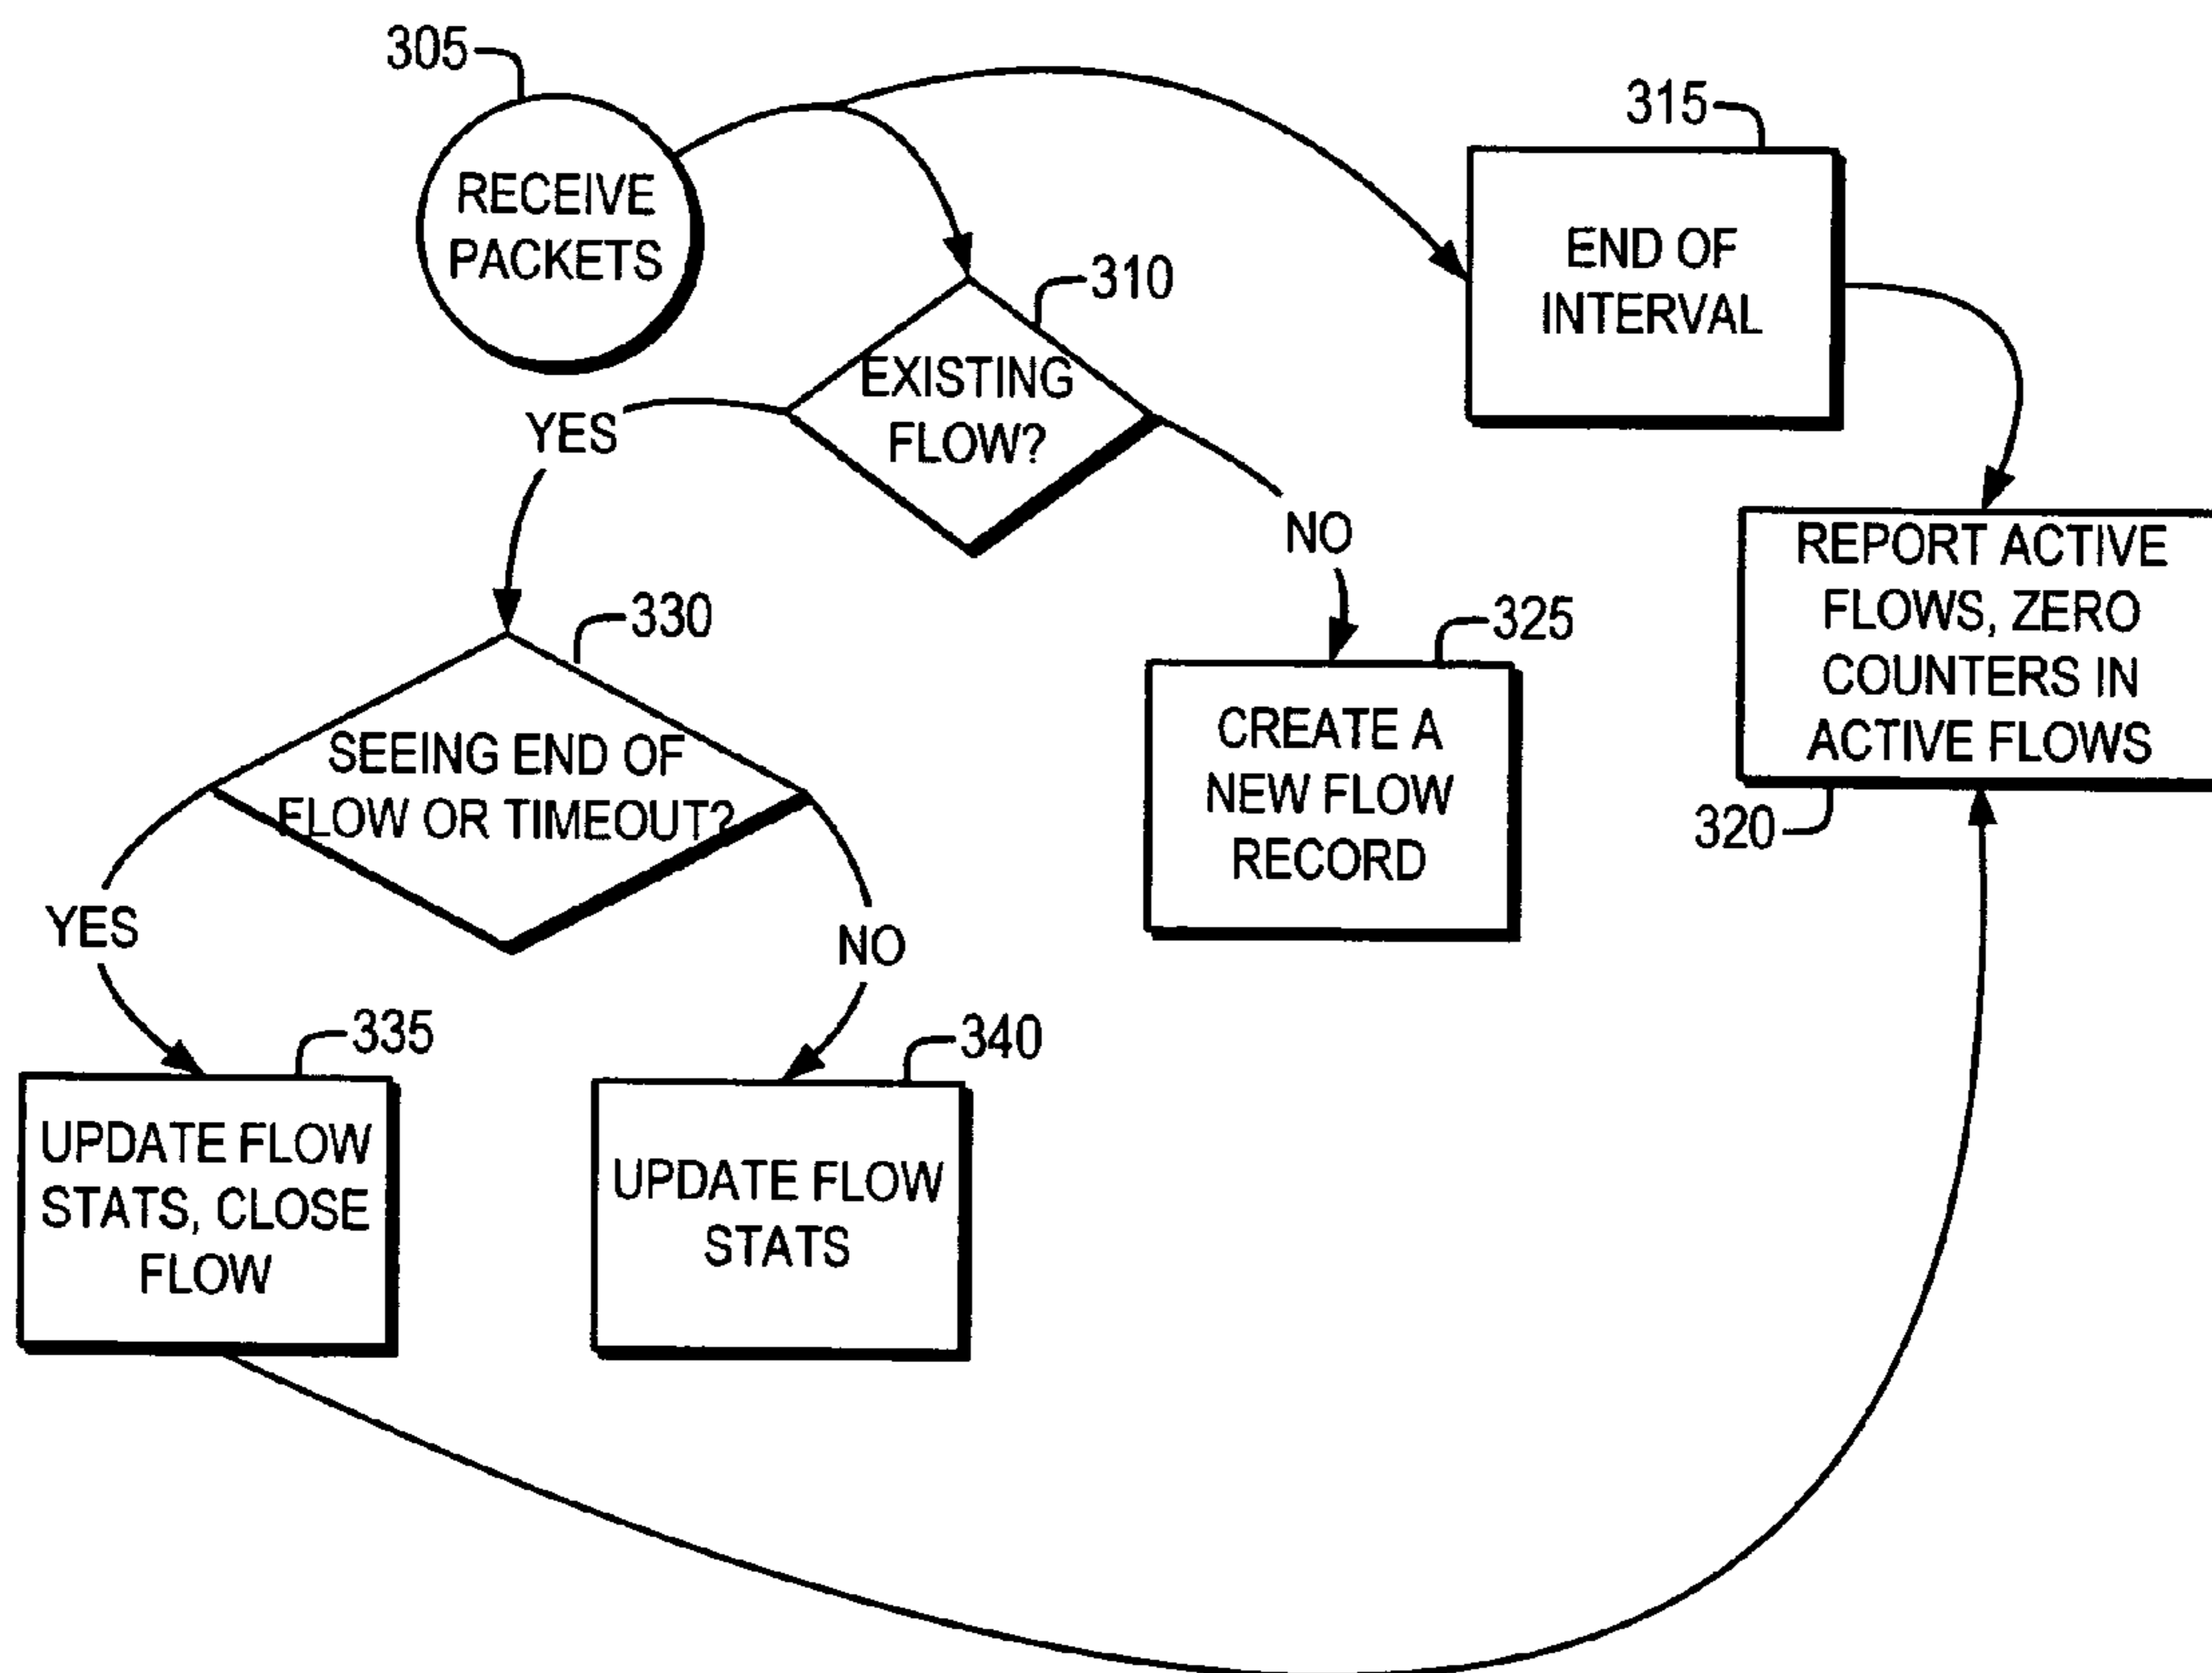 305
RECEIVE
PACKETS
315
END OF
INTERVAL
310
EXISTING
FLOW?
YES
NO
REPORT ACTIVE
FLOWS, ZERO
COUNTERS IN
ACTIVE FLOWS
320
330
SEEING END OF
FLOW OR TIMEOUT?
325
CREATE A
NEW FLOW
RECORD
YES
NO
335
UPDATE FLOW
STATS, CLOSE
FLOW
340
UPDATE FLOW
STATS